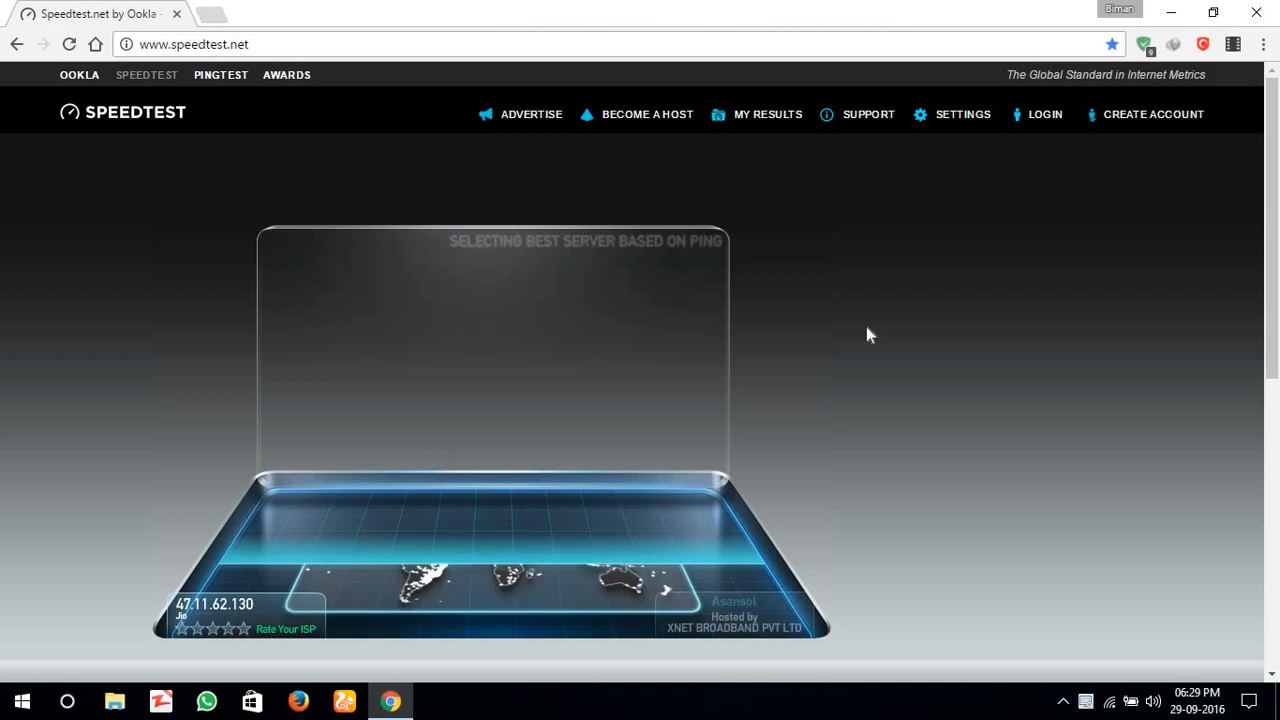 Speedtest.net by Ookla -
Biman
www.speedtest.net
9
OOKLA SPEEDTEST PINGTEST AWARDS
The Global Standard in Internet Metrics
SPEEDTEST
ADVERTISE BECOME A HOST MY RESULTS SUPPORT SETTINGS LOGIN CREATE ACCOUNT
SELECTING BEST SERVER BASED ON PING
47.11.62.130
Jio
Rate Your ISP
Asansol
Hosted by
XNET BROADBAND PVT LTD
06:29 PM
29-09-2016